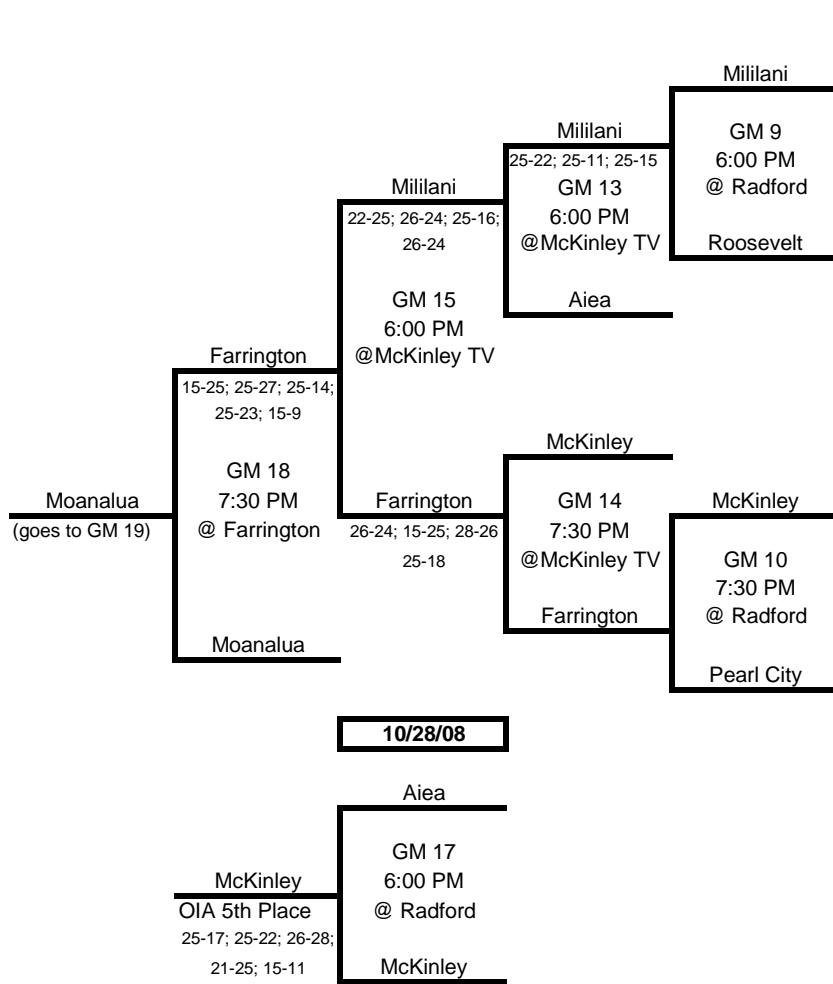 Mililani
Mililani
GM 9
25-22; 25-11; 25-15
6:00 PM
Mililani
GM 13
@ Radford
22-25; 26-24; 25-16;
6:00 PM
26-24
@McKinley TV
Roosevelt
GM 15
Aiea
6:00 PM
Farrington
@McKinley TV
15-25; 25-27; 25-14;
25-23; 15-9
McKinley
GM 18
Moanalua
7:30 PM
Farrington
GM 14
McKinley
(goes to GM 19)
@ Farrington
26-24; 15-25; 28-26
7:30 PM
25-18
@McKinley TV
GM 10
7:30 PM
Farrington
@ Radford
Moanalua
Pearl City
10/28/08
Aiea
GM 17
McKinley
6:00 PM
OIA 5th Place
@ Radford
25-17; 25-22; 26-28;
21-25; 15-11
McKinley